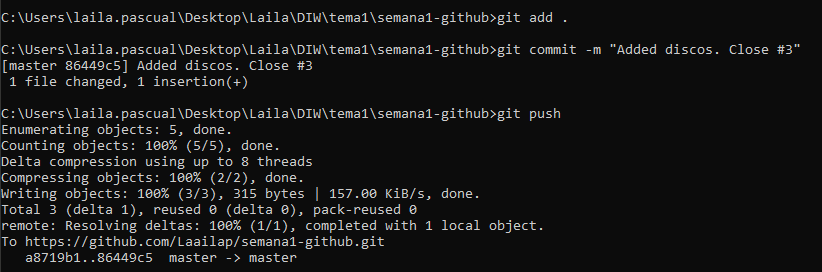 C:\Users\laila.pascual\Desktop\Laila\DIW\tema1\semana1-github>git add .
C:\Users\laila.pascual\Desktop\Laila\DIW\tema1\semana1-github>git commit -m "Added discos. Close #3"
[master 86449c5] Added discos. Close #3
 1 file changed, 1 insertion(+)
C:\Users\laila.pascual\Desktop\Laila\DIW\tema1\semana1-github>git push
Enumerating objects: 5, done.
Counting objects: 100% (5/5), done.
Delta compression using up to 8 threads
Compressing objects: 100% (2/2), done.
Writing objects: 100% (3/3), 315 bytes | 157.00 KiB/s, done.
Total 3 (delta 1), reused 0 (delta 0), pack-reused 0
remote: Resolving deltas: 100% (1/1), completed with 1 local object.
To https://github.com/Laailap/semana1-github.git
   a8719b1..86449c5  master -> master